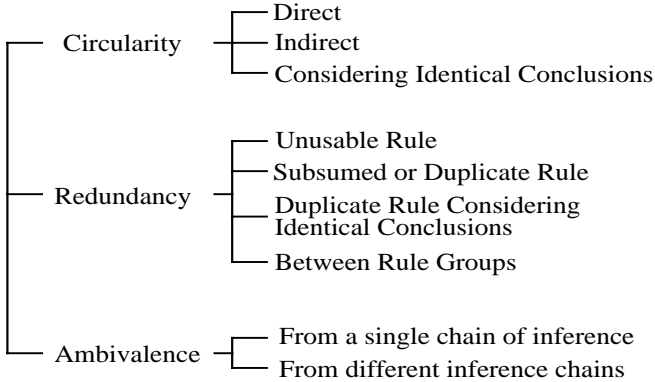 Circularity
Direct
Indirect
Considering Identical Conclusions
Redundancy
Unusable Rule
Subsumed or Duplicate Rule
Duplicate Rule Considering
Identical Conclusions
Between Rule Groups
Ambivalence
From a single chain of inference
From different inference chains